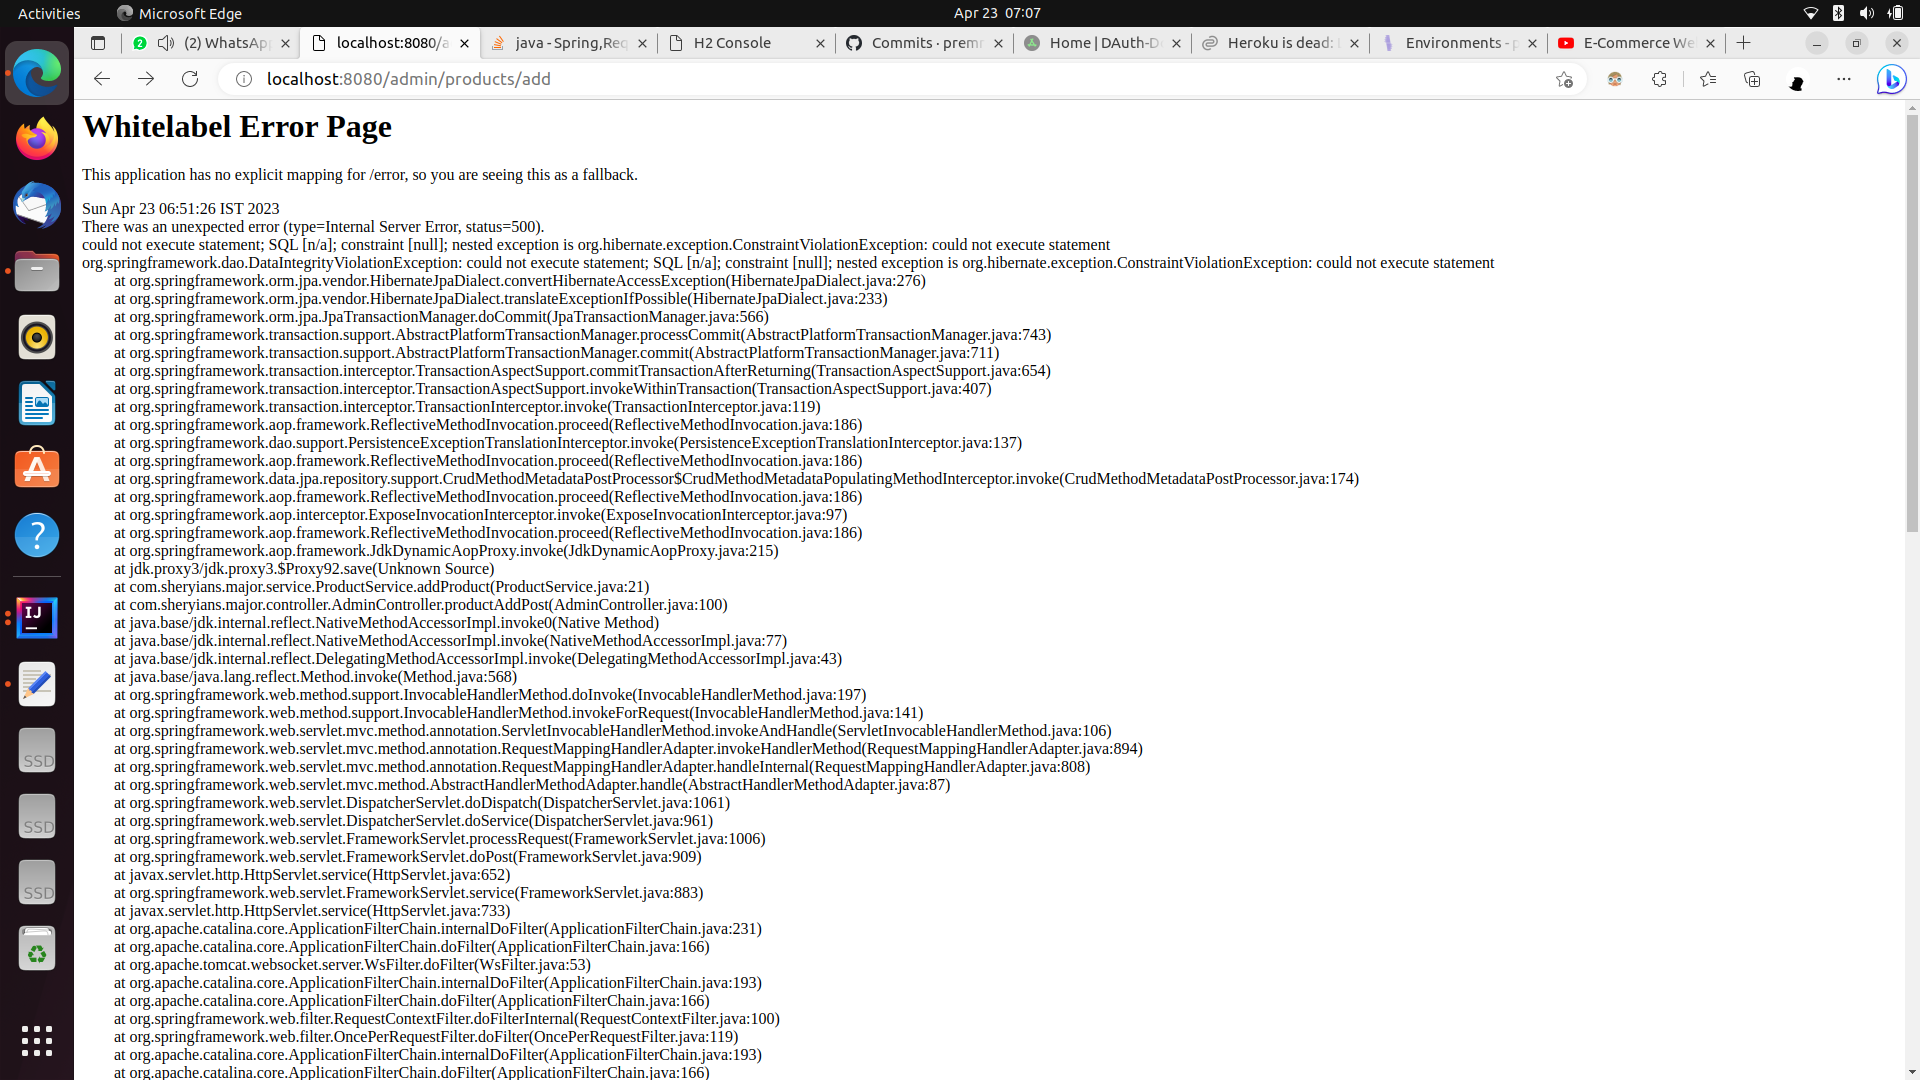 Activities
Microsoft Edge
Apr 23 07:07
(2) WhatsApp
localhost:8080/a
java - Spring,Req
H2 Console
Commits · prem
Home | DAuth-D
Heroku is dead:
Environments - p
E-Commerce We
localhost:8080/admin/products/add
Whitelabel Error Page
This application has no explicit mapping for /error, so you are seeing this as a fallback.
Sun Apr 23 06:51:26 IST 2023
There was an unexpected error (type=Internal Server Error, status=500).
could not execute statement; SQL [n/a]; constraint [null]; nested exception is org.hibernate.exception.ConstraintViolationException: could not execute statement
org.springframework.dao.DataIntegrityViolationException: could not execute statement; SQL [n/a]; constraint [null]; nested exception is org.hibernate.exception.ConstraintViolationException: could not execute statement
at org.springframework.orm.jpa.vendor.HibernateJpaDialect.convertHibernateAccessException(HibernateJpaDialect.java:276)
at org.springframework.orm.jpa.vendor.HibernateJpaDialect.translateExceptionIfPossible(HibernateJpaDialect.java:233)
at org.springframework.orm.jpa.JpaTransactionManager.doCommit(JpaTransactionManager.java:566)
at org.springframework.transaction.support.AbstractPlatformTransactionManager.processCommit(AbstractPlatformTransactionManager.java:743)
at org.springframework.transaction.support.AbstractPlatformTransactionManager.commit(AbstractPlatformTransactionManager.java:711)
at org.springframework.transaction.interceptor.TransactionAspectSupport.commitTransactionAfterReturning(TransactionAspectSupport.java:654)
at org.springframework.transaction.interceptor.TransactionAspectSupport.invokeWithinTransaction(TransactionAspectSupport.java:407)
at org.springframework.transaction.interceptor.TransactionInterceptor.invoke(TransactionInterceptor.java:119)
at org.springframework.aop.framework.ReflectiveMethodInvocation.proceed(ReflectiveMethodInvocation.java:186)
at org.springframework.dao.support.PersistenceExceptionTranslationInterceptor.invoke(PersistenceExceptionTranslationInterceptor.java:137)
at org.springframework.aop.framework.ReflectiveMethodInvocation.proceed(ReflectiveMethodInvocation.java:186)
at org.springframework.data.jpa.repository.support.CrudMethodMetadataPostProcessor$CrudMethodMetadataPopulatingMethodInterceptor.invoke(CrudMethodMetadataPostProcessor.java:174)
at org.springframework.aop.framework.ReflectiveMethodInvocation.proceed(ReflectiveMethodInvocation.java:186)
at org.springframework.aop.interceptor.ExposeInvocationInterceptor.invoke(ExposeInvocationInterceptor.java:97)
at org.springframework.aop.framework.ReflectiveMethodInvocation.proceed(ReflectiveMethodInvocation.java:186)
at org.springframework.aop.framework.JdkDynamicAopProxy.invoke(JdkDynamicAopProxy.java:215)
at jdk.proxy3/jdk.proxy3.$Proxy92.save(Unknown Source)
at com.sheryians.major.service.ProductService.addProduct(ProductService.java:21)
at com.sheryians.major.controller.AdminController.productAddPost(AdminController.java:100)
at java.base/jdk.internal.reflect.NativeMethodAccessorImpl.invoke0(Native Method)
at java.base/jdk.internal.reflect.NativeMethodAccessorImpl.invoke(NativeMethodAccessorImpl.java:77)
at java.base/jdk.internal.reflect.DelegatingMethodAccessorImpl.invoke(DelegatingMethodAccessorImpl.java:43)
at java.base/java.lang.reflect.Method.invoke(Method.java:568)
at org.springframework.web.method.support.InvocableHandlerMethod.doInvoke(InvocableHandlerMethod.java:197)
at org.springframework.web.method.support.InvocableHandlerMethod.invokeForRequest(InvocableHandlerMethod.java:141)
at org.springframework.web.servlet.mvc.method.annotation.ServletInvocableHandlerMethod.invokeAndHandle(ServletInvocableHandlerMethod.java:106)
at org.springframework.web.servlet.mvc.method.annotation.RequestMappingHandlerAdapter.invokeHandlerMethod(RequestMappingHandlerAdapter.java:894)
at org.springframework.web.servlet.mvc.method.annotation.RequestMappingHandlerAdapter.handleInternal(RequestMappingHandlerAdapter.java:808)
at org.springframework.web.servlet.mvc.method.AbstractHandlerMethodAdapter.handle(AbstractHandlerMethodAdapter.java:87)
at org.springframework.web.servlet.DispatcherServlet.doDispatch(DispatcherServlet.java:1061)
at org.springframework.web.servlet.DispatcherServlet.doService(DispatcherServlet.java:961)
at org.springframework.web.servlet.FrameworkServlet.processRequest(FrameworkServlet.java:1006)
at org.springframework.web.servlet.FrameworkServlet.doPost(FrameworkServlet.java:909)
at javax.servlet.http.HttpServlet.service(HttpServlet.java:652)
at org.springframework.web.servlet.FrameworkServlet.service(FrameworkServlet.java:883)
at javax.servlet.http.HttpServlet.service(HttpServlet.java:733)
at org.apache.catalina.core.ApplicationFilterChain.internalDoFilter(ApplicationFilterChain.java:231)
at org.apache.catalina.core.ApplicationFilterChain.doFilter(ApplicationFilterChain.java:166)
at org.apache.tomcat.websocket.server.WsFilter.doFilter(WsFilter.java:53)
at org.apache.catalina.core.ApplicationFilterChain.internalDoFilter(ApplicationFilterChain.java:193)
at org.apache.catalina.core.ApplicationFilterChain.doFilter(ApplicationFilterChain.java:166)
at org.springframework.web.filter.RequestContextFilter.doFilterInternal(RequestContextFilter.java:100)
at org.springframework.web.filter.OncePerRequestFilter.doFilter(OncePerRequestFilter.java:119)
at org.apache.catalina.core.ApplicationFilterChain.internalDoFilter(ApplicationFilterChain.java:193)
at org.apache.catalina.core.ApplicationFilterChain.doFilter(ApplicationFilterChain.java:166)
IJ
SSD
SSD
SSD